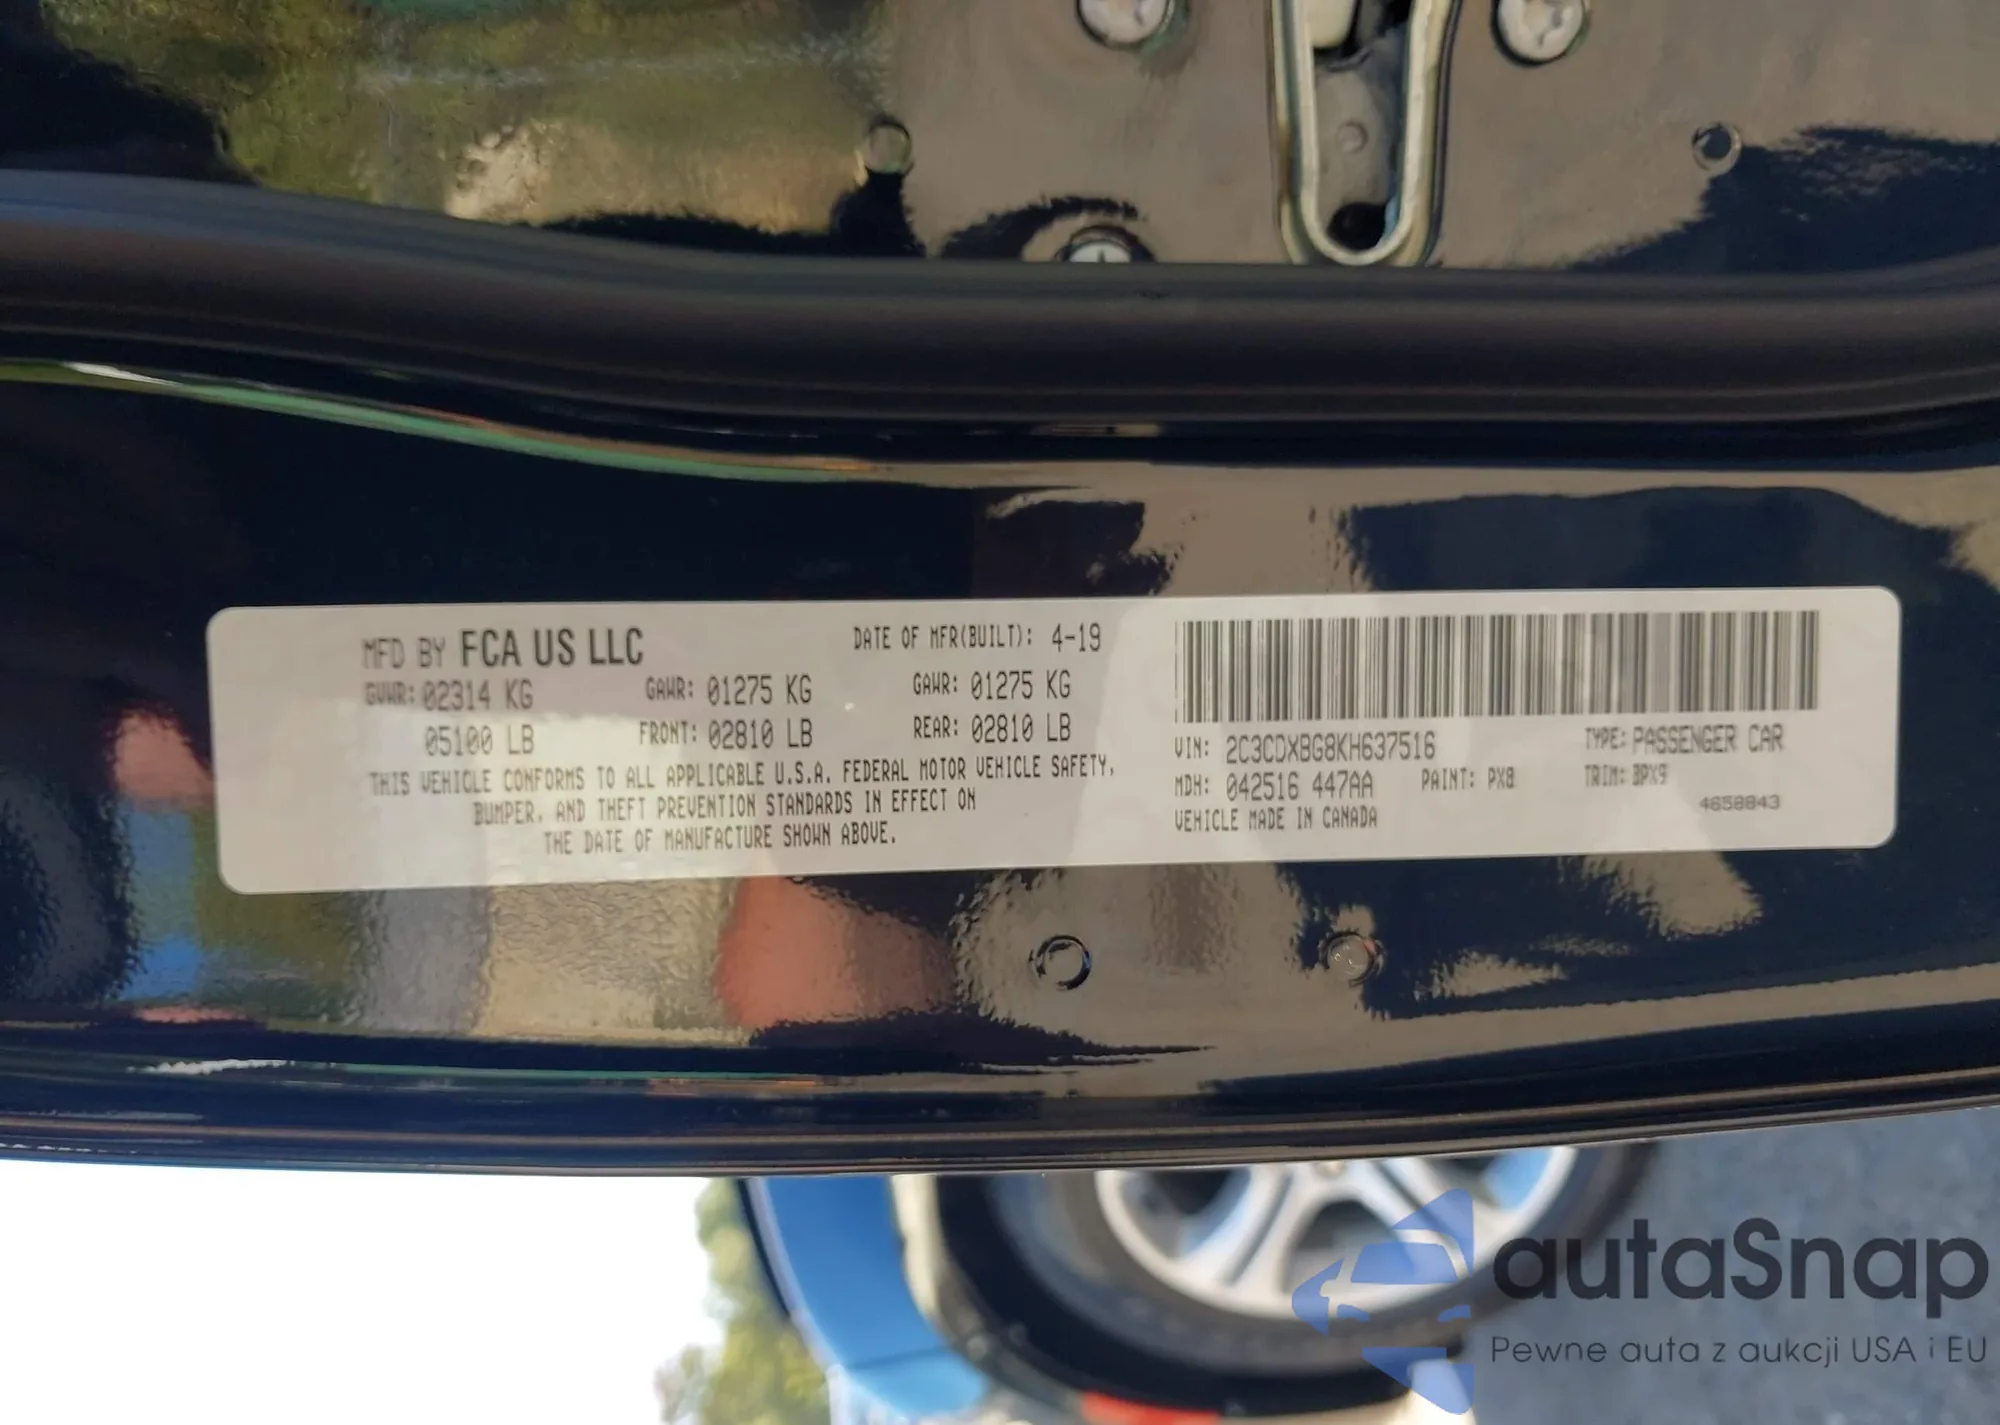 MFD BY FCA US LLC DATE OF MFR(BUILT): 4-19
GVWR: 02314 KG GAWR: 01275 KG GAWR: 01275 KG
05100 LB FRONT: 02810 LB REAR: 02810 LB
THIS VEHICLE CONFORMS TO ALL APPLICABLE U.S.A. FEDERAL MOTOR VEHICLE SAFETY,
BUMPER, AND THEFT PREVENTION STANDARDS IN EFFECT ON
THE DATE OF MANUFACTURE SHOWN ABOVE.
VIN: 2C3CDXBG8KH637516 TYPE: PASSENGER CAR
MDH: 042516 447AA PAINT: PX8 TRIM: BPX9
4658843
VEHICLE MADE IN CANADA
autaSnap
Pewne auta z aukcji USA i EU